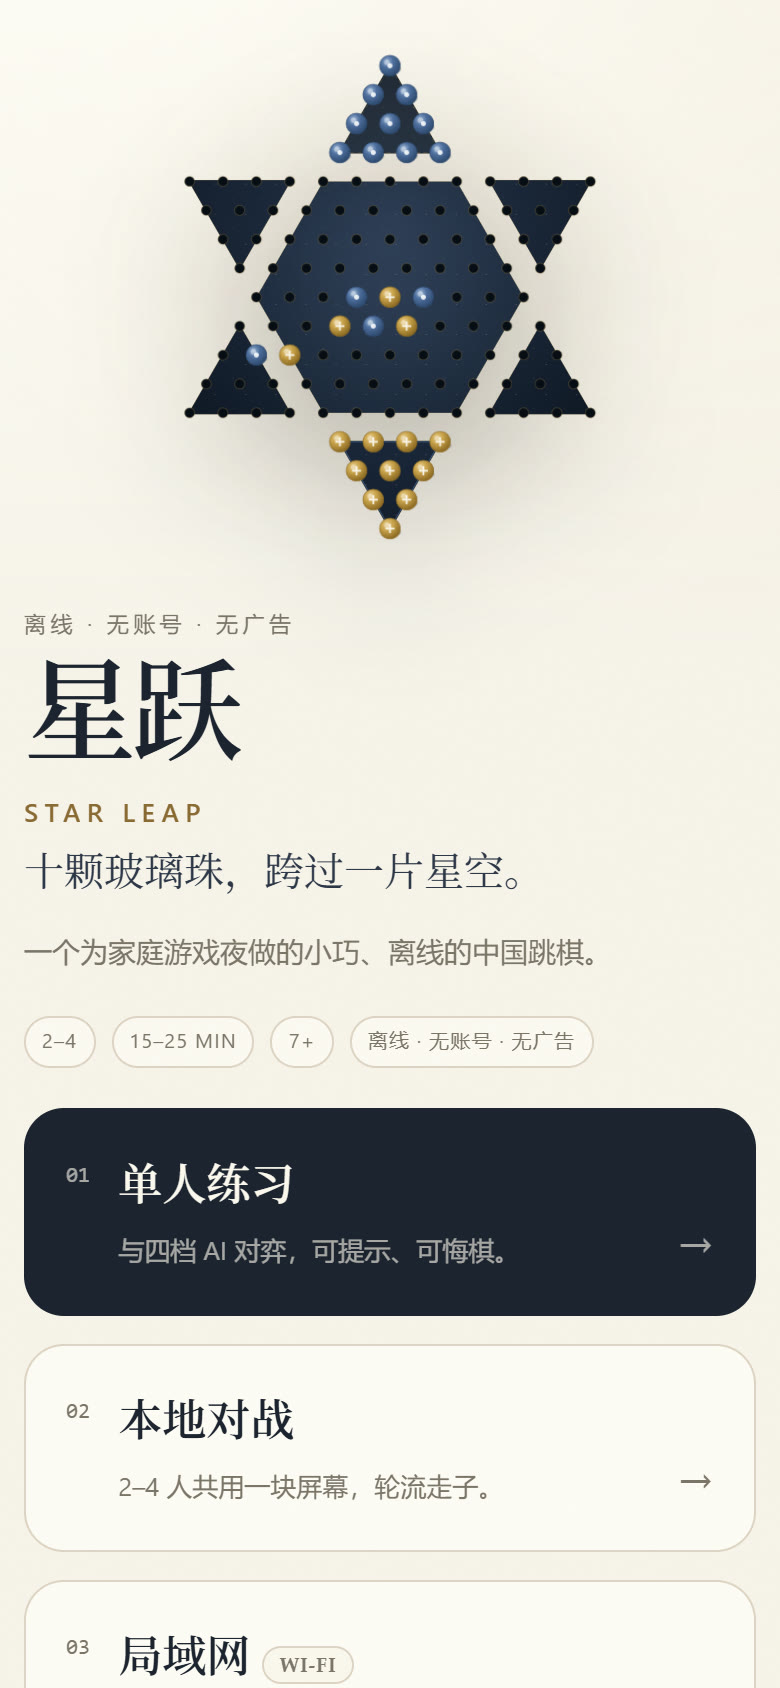 离线 · 无账号 · 无广告
星跃
STAR LEAP
十颗玻璃珠，跨过一片星空。
一个为家庭游戏夜做的小巧、离线的中国跳棋。
2–4
15–25 MIN
7+
离线 · 无账号 · 无广告
01
单人练习
与四档 AI 对弈，可提示、可悔棋。
→
02
本地对战
2–4 人共用一块屏幕，轮流走子。
→
03
局域网 WI-FI